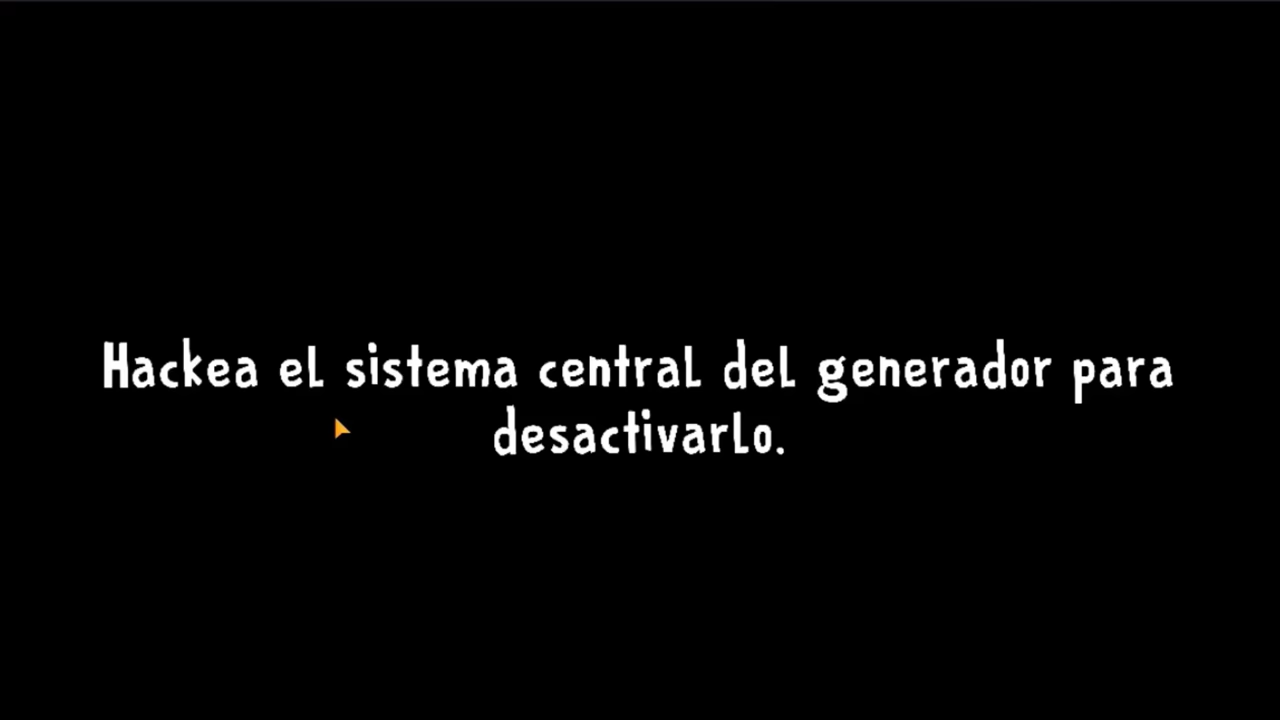 Hackea el sistema central del generador para
desactivarlo.